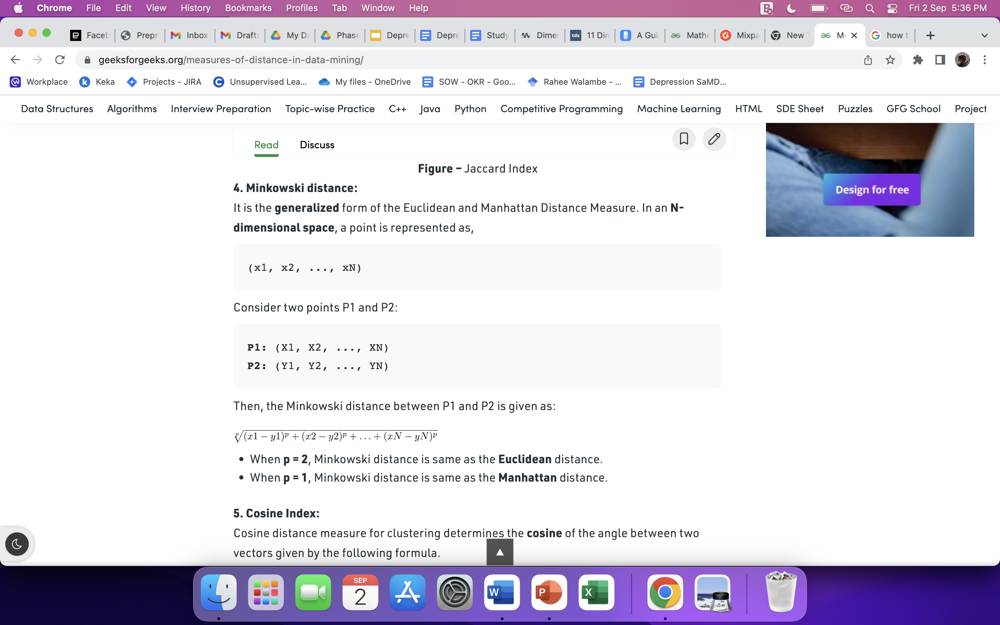 Chrome File Edit View History Bookmarks Profiles Tab Window Help Fri 2 Sep 5:36 PM
Faceb Prepri Inbox Drafts My Dr Phase Depre Depre Study Dimer tds 11 Dim A Gui Mathe Mixpa New T Me how t
geeksforgeeks.org/measures-of-distance-in-data-mining/
Workplace Keka Projects - JIRA Unsupervised Lea... My files - OneDrive SOW - OKR - Goo... Rahee Walambe - ... Depression SaMD...
Data Structures Algorithms Interview Preparation Topic-wise Practice C++ Java Python Competitive Programming Machine Learning HTML SDE Sheet Puzzles GFG School Project
Read Discuss
Figure – Jaccard Index
4. Minkowski distance:
Design for free
It is the generalized form of the Euclidean and Manhattan Distance Measure. In an N-
dimensional space, a point is represented as,
(x1, x2, ..., xN)
Consider two points P1 and P2:
P1: (X1, X2, ..., XN)
P2: (Y1, Y2, ..., YN)
Then, the Minkowski distance between P1 and P2 is given as:
ᵖ√(x1 − y1)ᵖ + (x2 − y2)ᵖ + ... + (xN − yN)ᵖ
• When p = 2, Minkowski distance is same as the Euclidean distance.
• When p = 1, Minkowski distance is same as the Manhattan distance.
5. Cosine Index:
Cosine distance measure for clustering determines the cosine of the angle between two
vectors given by the following formula.
SEP
2
W P X